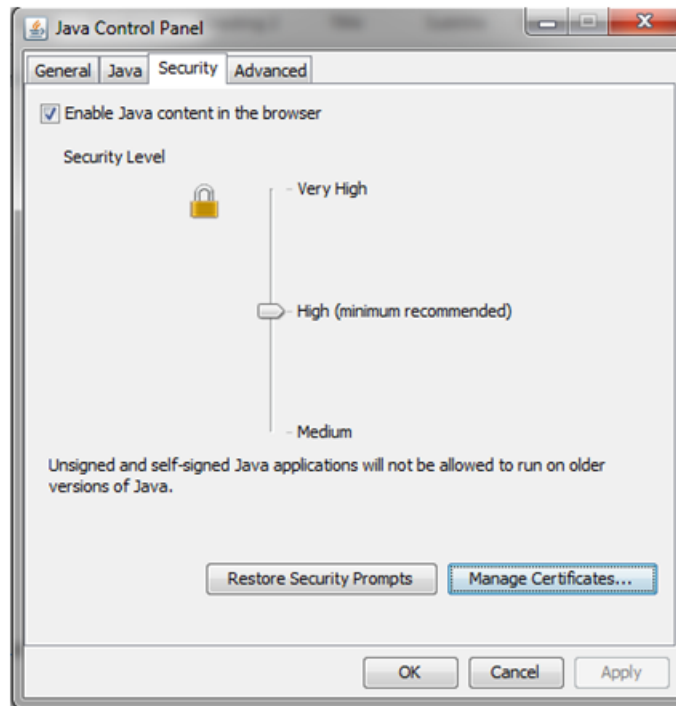 Java Control Panel
General Java Security Advanced
Enable Java content in the browser
Security Level
Very High
High (minimum recommended)
Medium
Unsigned and self-signed Java applications will not be allowed to run on older
versions of Java.
Restore Security Prompts Manage Certificates...
OK Cancel Apply